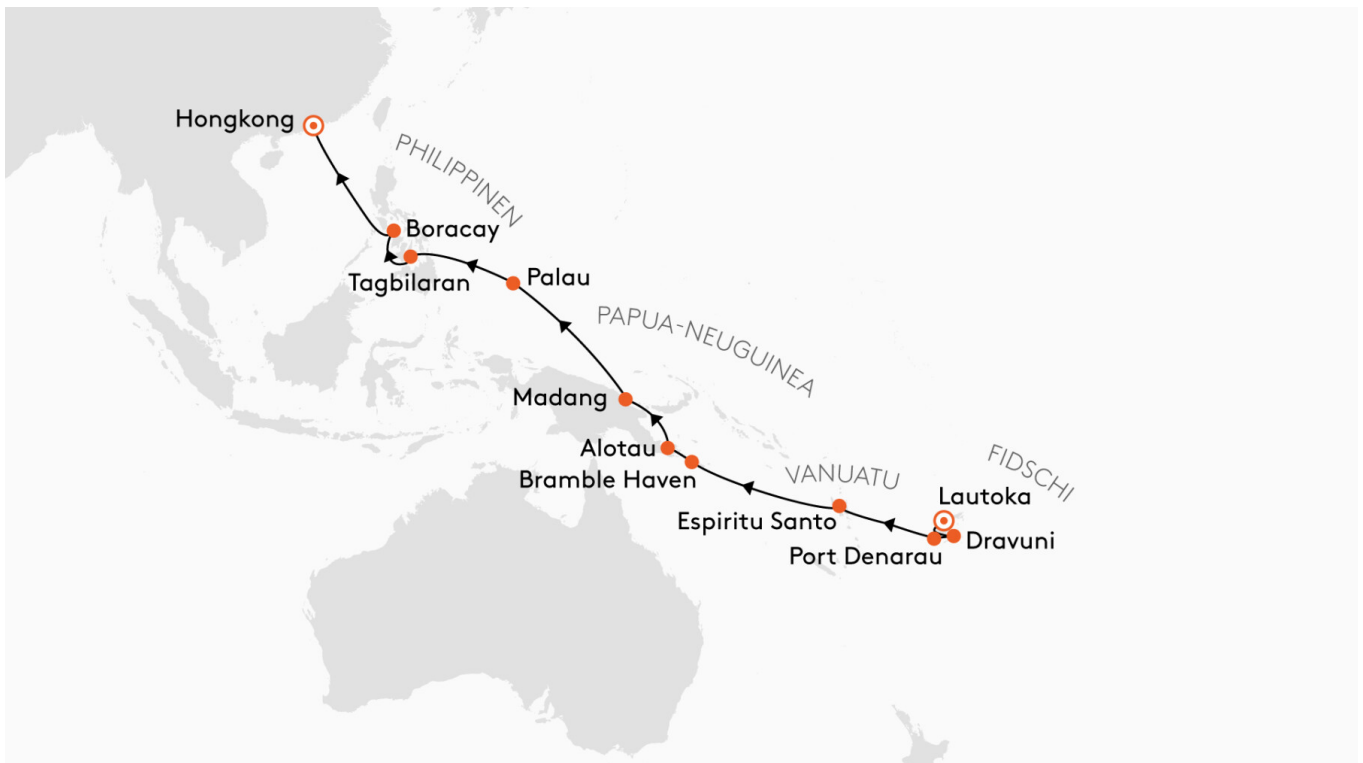 Hongkong
PHILIPPINEN
Boracay
Tagbilaran
Palau
PAPUA-NEUGUINEA
Madang
Alotau
Bramble Haven
VANUATU
FIDSCHI
Lautoka
Espiritu Santo
Dravuni
Port Denarau